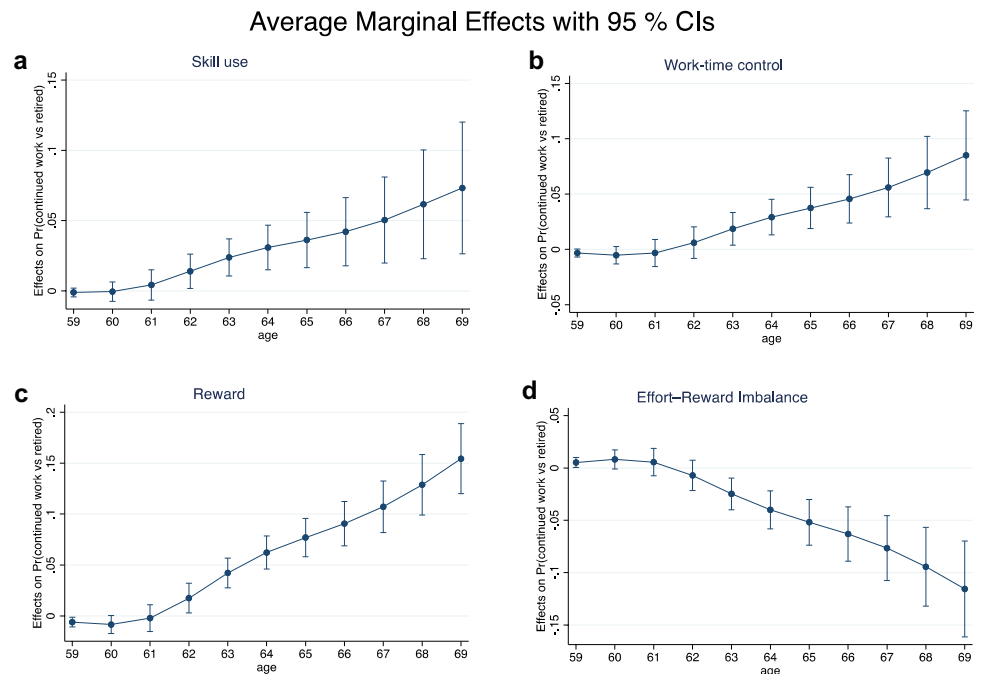 Average Marginal Effects with 95 % CIs
a
Skill use
Effects on Pr(continued work vs retired)
.15
.1
.05
0
59 60 61 62 63 64 65 66 67 68 69
age
b
Work-time control
Effects on Pr(continued work vs retired)
.15
.1
.05
0
-.05
59 60 61 62 63 64 65 66 67 68 69
age
c
Reward
Effects on Pr(continued work vs retired)
.2
.15
.1
.05
0
59 60 61 62 63 64 65 66 67 68 69
age
d
Effort–Reward Imbalance
Effects on Pr(continued work vs retired)
.05
0
-.05
-.1
-.15
59 60 61 62 63 64 65 66 67 68 69
age